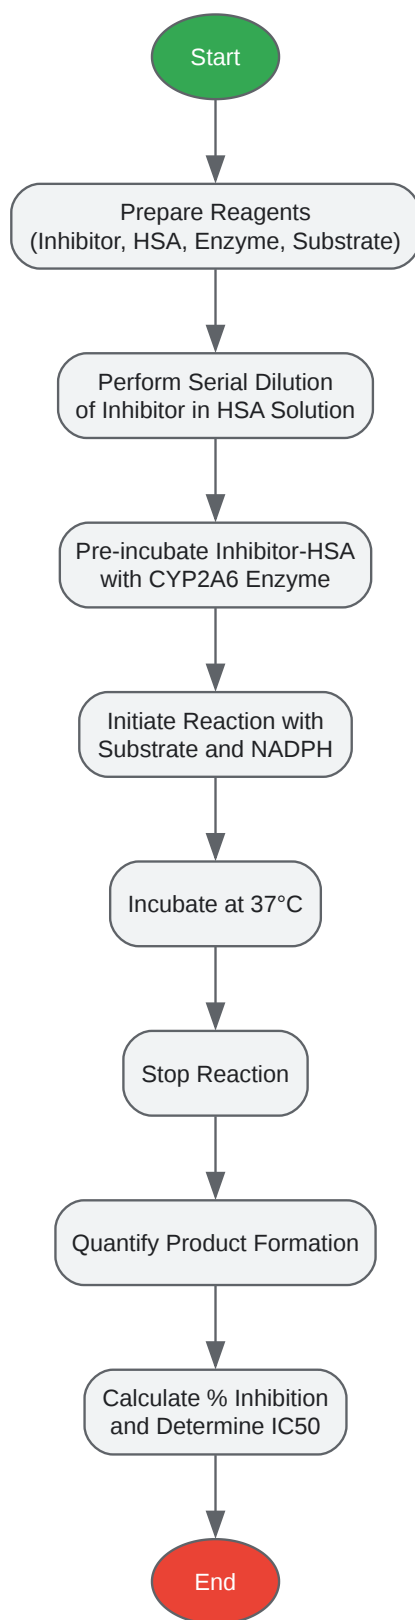 Start
Prepare Reagents
(Inhibitor, HSA, Enzyme, Substrate)
Perform Serial Dilution
of Inhibitor in HSA Solution
Pre-incubate Inhibitor-HSA
with CYP2A6 Enzyme
Initiate Reaction with
Substrate and NADPH
Incubate at 37°C
Stop Reaction
Quantify Product Formation
Calculate % Inhibition
and Determine IC50
End